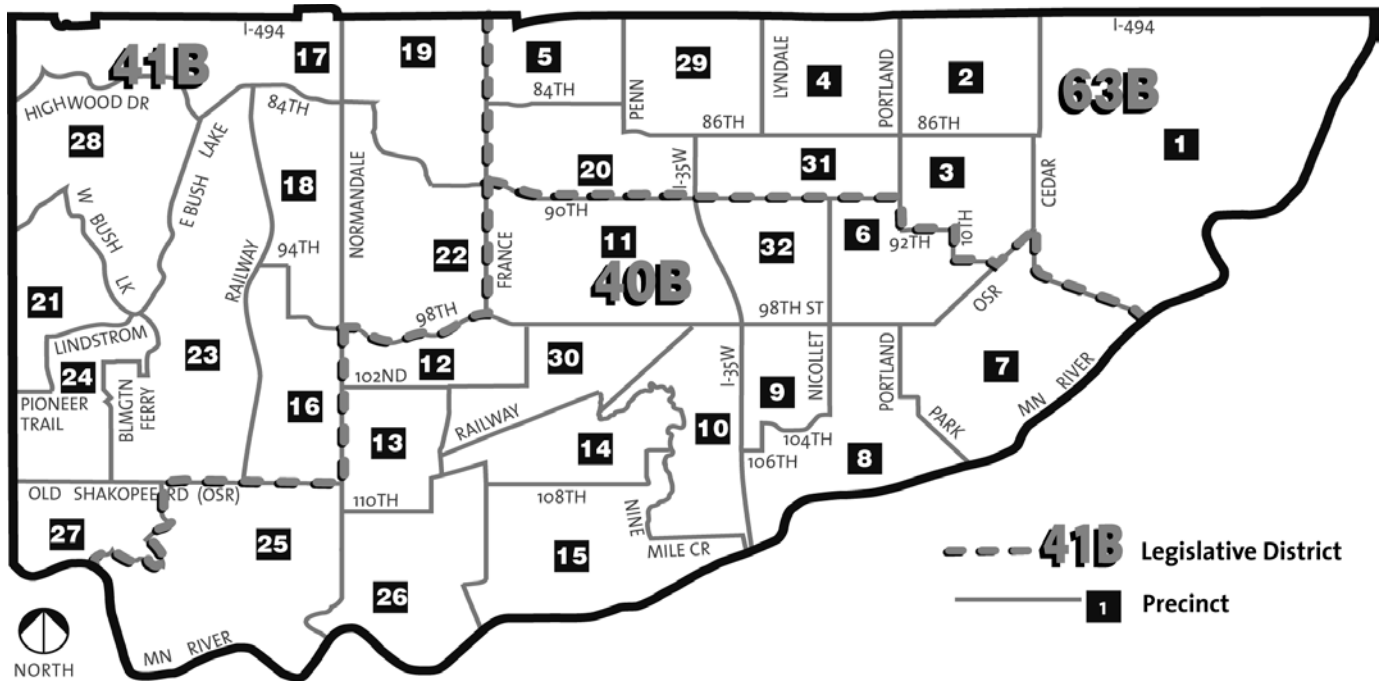 I-494
I-494
41B
17
19
5
29
LYNDALE
4
PORTLAND
2
63B
HIGHWOOD DR
84TH
84TH
PENN
86TH
86TH
28
E BUSH LAKE
1
18
NORMANDALE
20
I-35W
31
3
CEDAR
W BUSH LK
90TH
94TH
22
FRANCE
11
32
6
92ND
10TH
RAILWAY
40B
21
98TH
98TH ST
OSR
LINDSTROM
23
12
30
7
24
102ND
I-35W
NICOLLET
PORTLAND
MN RIVER
PIONEER
TRAIL
BLMGTN
FERRY
16
9
RAILWAY
10
PARK
13
14
104TH
106TH
8
OLD SHAKOPEE RD (OSR)
110TH
108TH
27
25
NINE
MILE CR
15
41B Legislative District
26
1 Precinct
MN RIVER
NORTH